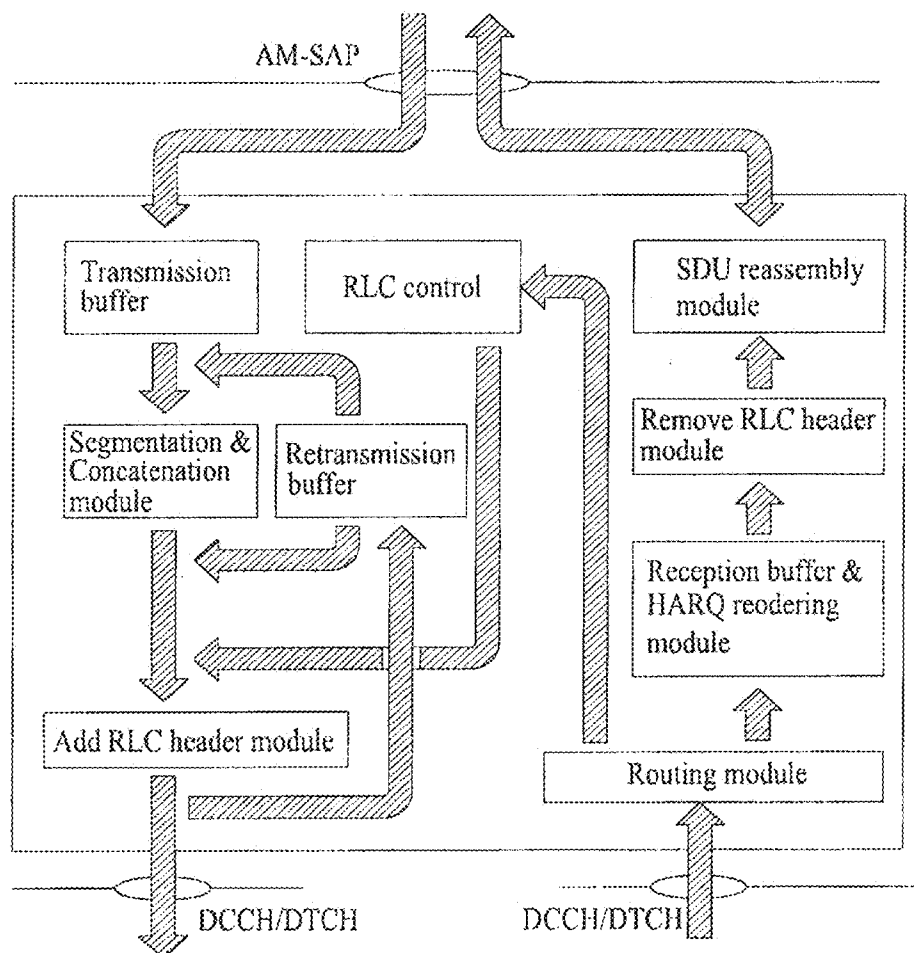 AM-SAP
Transmission
buffer
RLC control
SDU reassembly
module
Segmentation &
Concatenation
module
Retransmission
buffer
Remove RLC header
module
Reception buffer &
HARQ reodering
module
Add RLC header module
Routing module
DCCH/DTCH
DCCH/DTCH